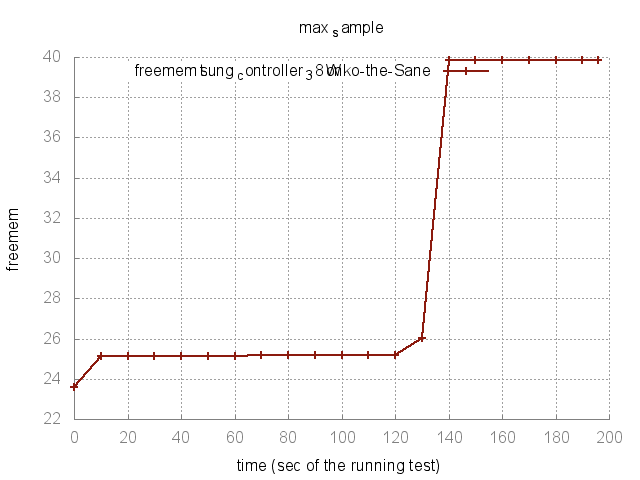 max s ample
freemem tsung c ontroller 3 8 on Wiko-the-Sane
40
38
36
34
32
30
28
26
24
22
freemem
0 20 40 60 80 100 120 140 160 180 200
time (sec of the running test)